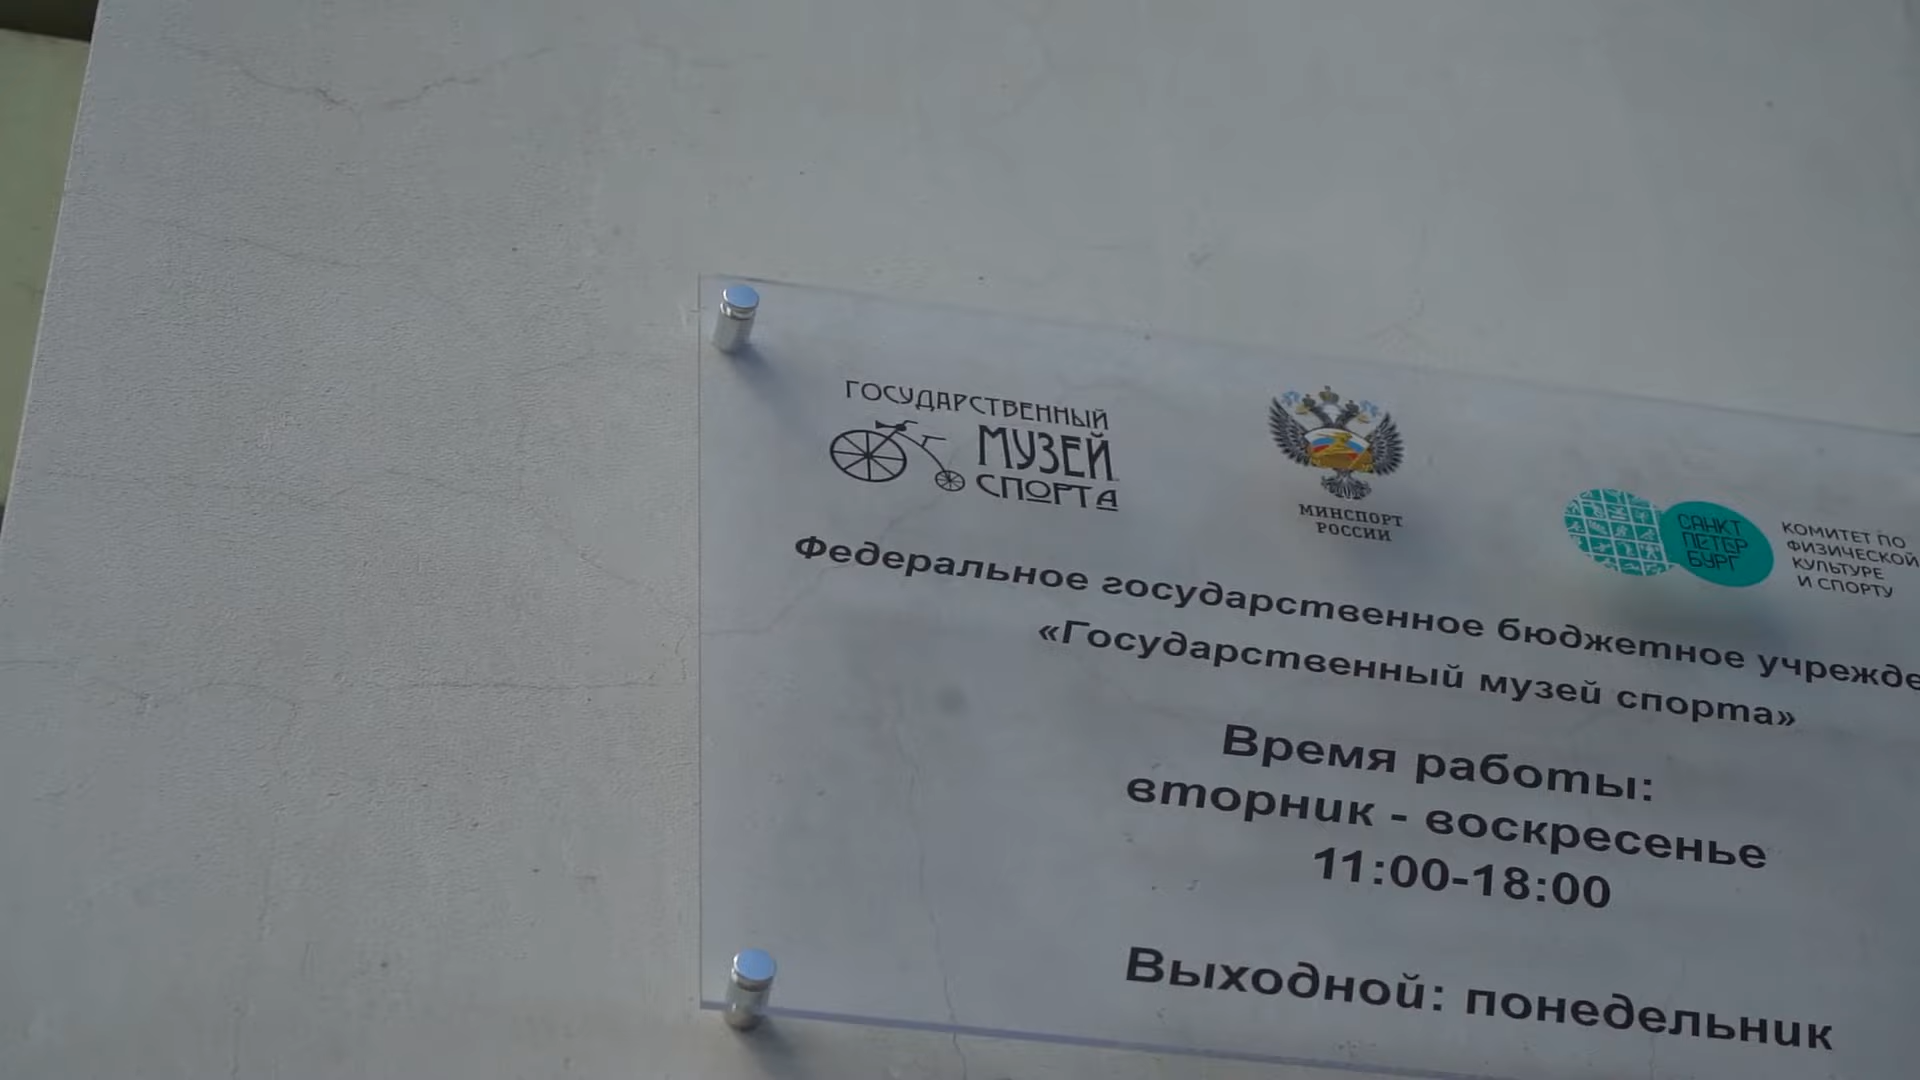 ГОСУДАРСТВЕННЫЙ
МУЗЕЙ
СПОРТА
МИНСПОРТ
РОССИИ
САНКТ
ПЕТЕР
БУРГ
КОМИТЕТ ПО
ФИЗИЧЕСКОЙ
КУЛЬТУРЕ
И СПОРТУ
Федеральное государственное бюджетное учрежде
«Государственный музей спорта»
Время работы:
вторник - воскресенье
11:00-18:00
Выходной: понедельник